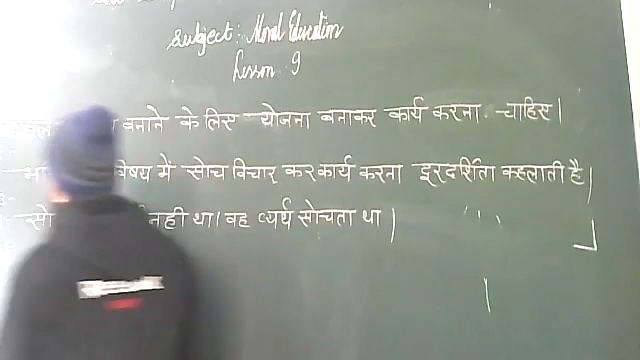 Subject: Moral Education
Lesson 9
बनाने के लिए योजना बनाकर कार्य करना चाहिए।
विषय में सोच विचार कर कार्य करना दूरदर्शिता कहलाती है।
नही था। वह व्यर्थ सोचता था।